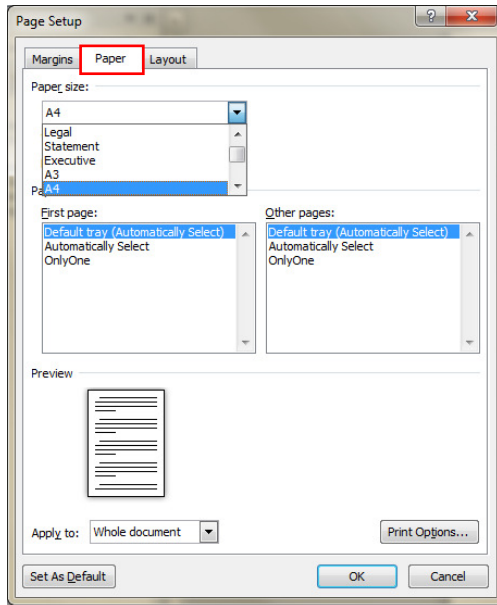 Page Setup
Margins Paper Layout
Paper size:
A4
Legal
Statement
Executive
A3
A4
First page: Other pages:
Default tray (Automatically Select) Default tray (Automatically Select)
Automatically Select Automatically Select
OnlyOne OnlyOne
Preview
Apply to: Whole document Print Options...
Set As Default OK Cancel